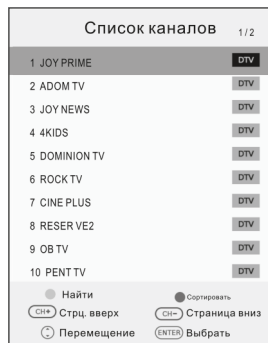 Список каналов 1 / 2
1 JOY PRIME DTV
2 ADOM TV DTV
3 JOY NEWS DTV
4 4KIDS DTV
5 DOMINION TV DTV
6 ROCK TV DTV
7 CINE PLUS DTV
8 RESER VE2 DTV
9 OB TV DTV
10 PENT TV DTV
Найти Сортировать
CH+ Стрц. вверх CH- Страница вниз
Перемещение ENTER Выбрать